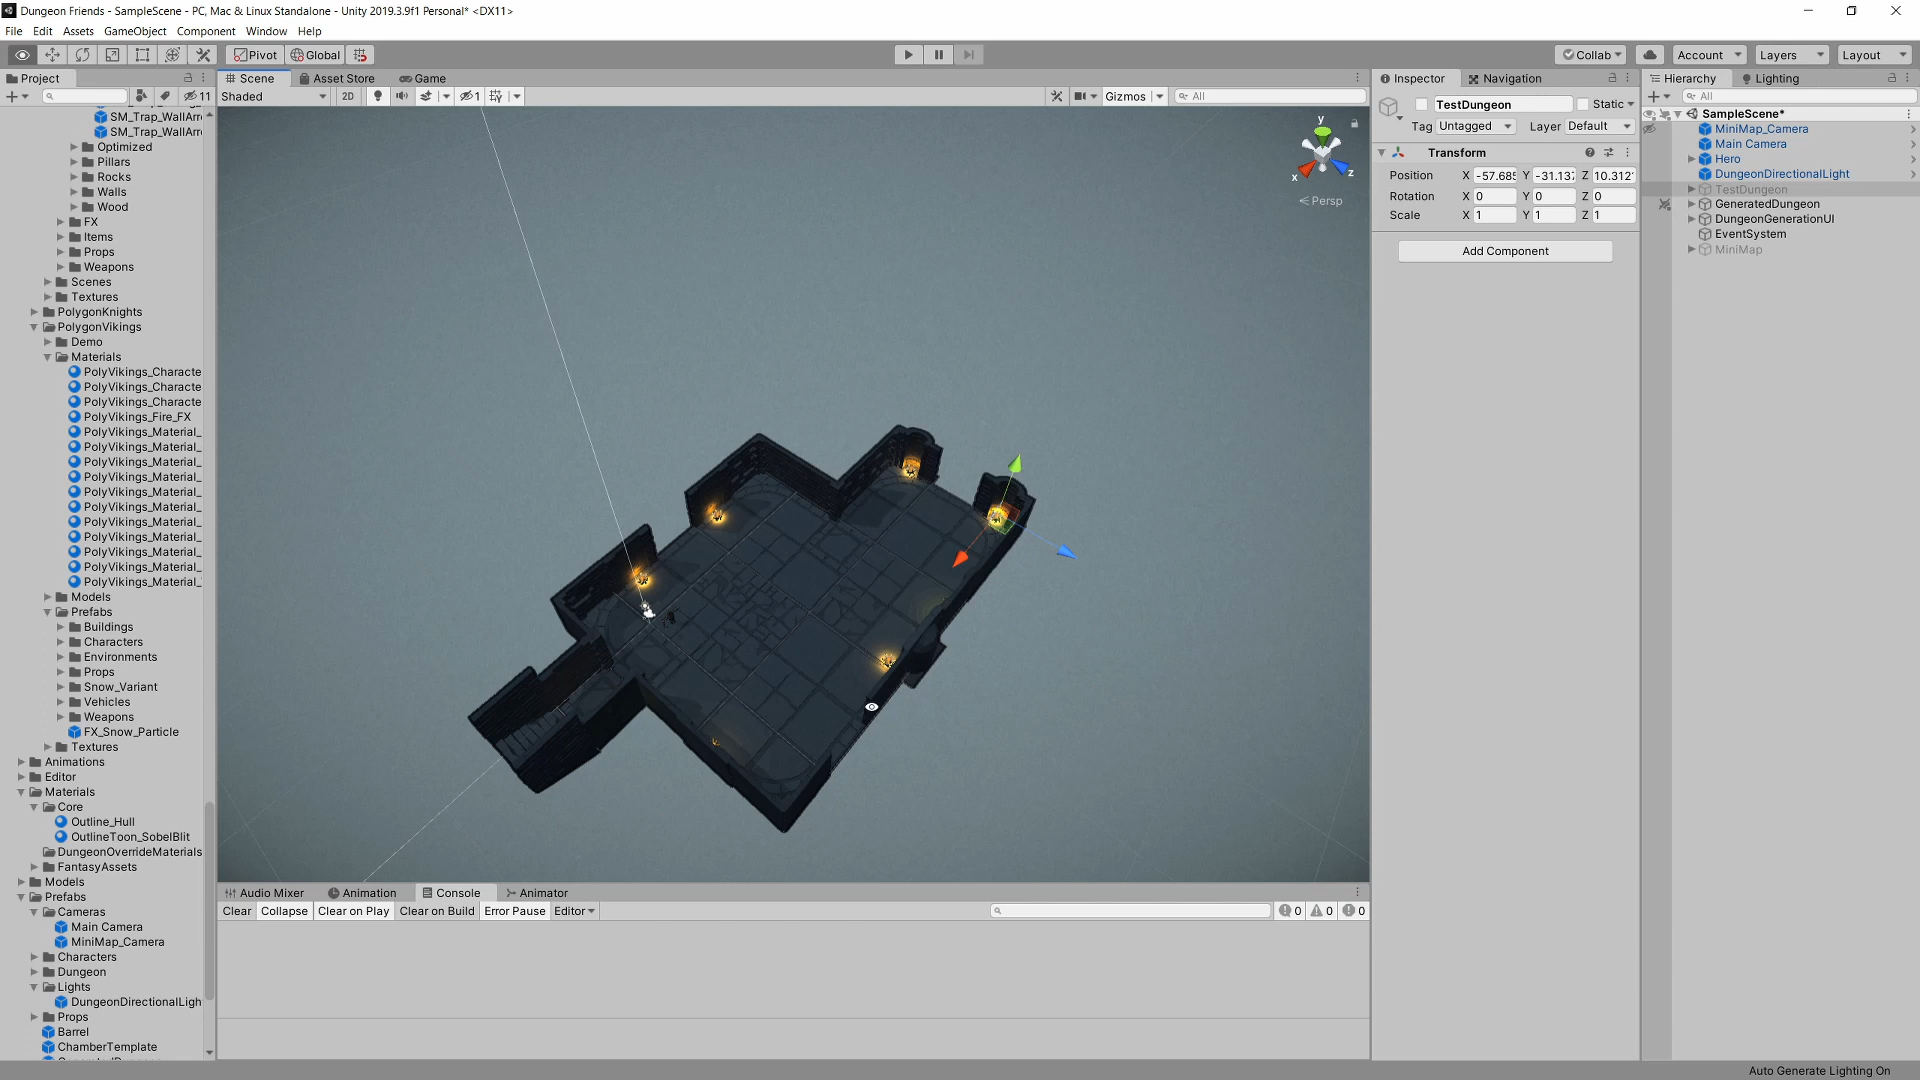 Dungeon Friends - SampleScene - PC, Mac & Linux Standalone - Unity 2019.3.9f1 Personal* <DX11>
File Edit Assets GameObject Component Window Help
Pivot Global
Collab Account Layers Layout
Project
11
SM_Trap_WallArr
SM_Trap_WallArr
Optimized
Pillars
Rocks
Walls
Wood
FX
Items
Props
Weapons
Scenes
Textures
PolygonKnights
PolygonVikings
Demo
Materials
PolyVikings_Characte
PolyVikings_Characte
PolyVikings_Characte
PolyVikings_Fire_FX
PolyVikings_Material_
PolyVikings_Material_
PolyVikings_Material_
PolyVikings_Material_
PolyVikings_Material_
PolyVikings_Material_
PolyVikings_Material_
PolyVikings_Material_
PolyVikings_Material_
PolyVikings_Material_
PolyVikings_Material_
Models
Prefabs
Buildings
Characters
Environments
Props
Snow_Variant
Vehicles
Weapons
FX_Snow_Particle
Textures
Animations
Editor
Materials
Core
Outline_Hull
OutlineToon_SobelBlit
DungeonOverrideMaterials
FantasyAssets
Models
Prefabs
Cameras
Main Camera
MiniMap_Camera
Characters
Dungeon
Lights
DungeonDirectionalLigh
Props
Barrel
ChamberTemplate
Scene Asset Store Game
Shaded 2D 1 Gizmos All
y
x z
Persp
Audio Mixer Animation Console Animator
Clear Collapse Clear on Play Clear on Build Error Pause Editor 0 0 0
Inspector Navigation
TestDungeon Static
Tag Untagged Layer Default
Transform
Position X -57.685 Y -31.137 Z 10.312
Rotation X 0 Y 0 Z 0
Scale X 1 Y 1 Z 1
Add Component
Hierarchy Lighting
All
SampleScene*
MiniMap_Camera
Main Camera
Hero
DungeonDirectionalLight
TestDungeon
GeneratedDungeon
DungeonGenerationUI
EventSystem
MiniMap
Auto Generate Lighting On